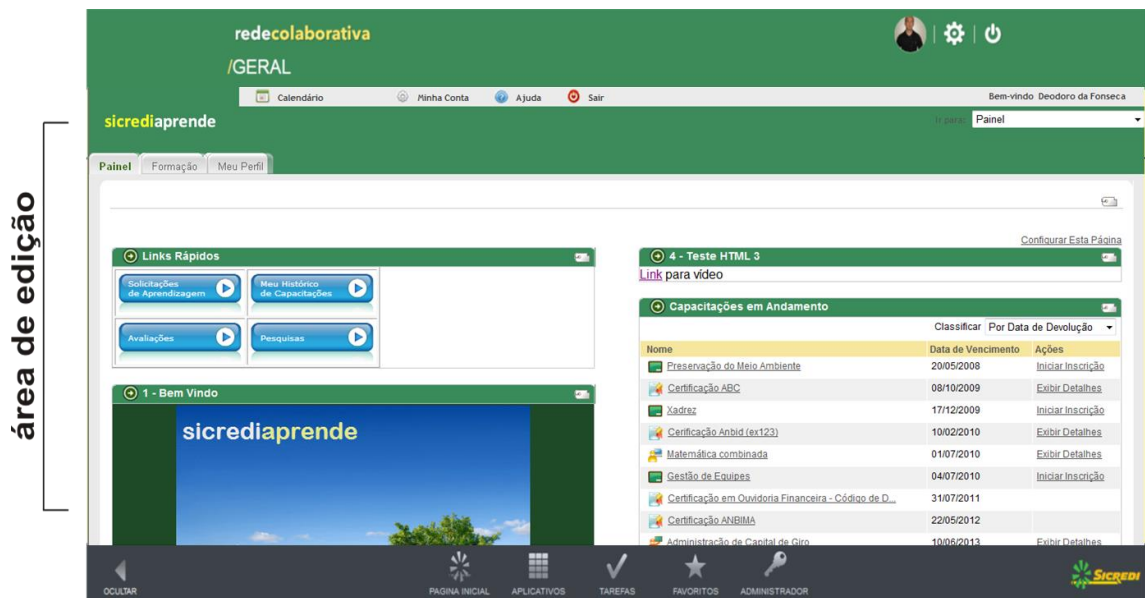 redecolaborativa
/GERAL
Calendário Minha Conta Ajuda Sair Bem-vindo Deodoro da Fonseca
sicrediaprende Ir para: Painel
Painel Formação Meu Perfil
área de edição
Configurar Esta Página
Links Rápidos
Solicitações
de Aprendizagem
Meu Histórico
de Capacitações
Avaliações
Pesquisas
1 - Bem Vindo
sicrediaprende
4 - Teste HTML 3
Link para vídeo
Capacitações em Andamento
Classificar Por Data de Devolução
Nome Data de Vencimento Ações
Preservação do Meio Ambiente 20/05/2008 Iniciar Inscrição
Certificação ABC 08/10/2009 Exibir Detalhes
Xadrez 17/12/2009 Iniciar Inscrição
Cerificação Anbid (ex123) 10/02/2010 Exibir Detalhes
Matemática combinada 01/07/2010 Exibir Detalhes
Gestão de Equipes 04/07/2010 Iniciar Inscrição
Certificação em Ouvidoria Financeira - Código de D... 31/07/2011
Certificação ANBIMA 22/05/2012
Administração de Capital de Giro 10/06/2013 Exibir Detalhes
OCULTAR PAGINA INICIAL APLICATIVOS TAREFAS FAVORITOS ADMINISTRADOR SICREDI